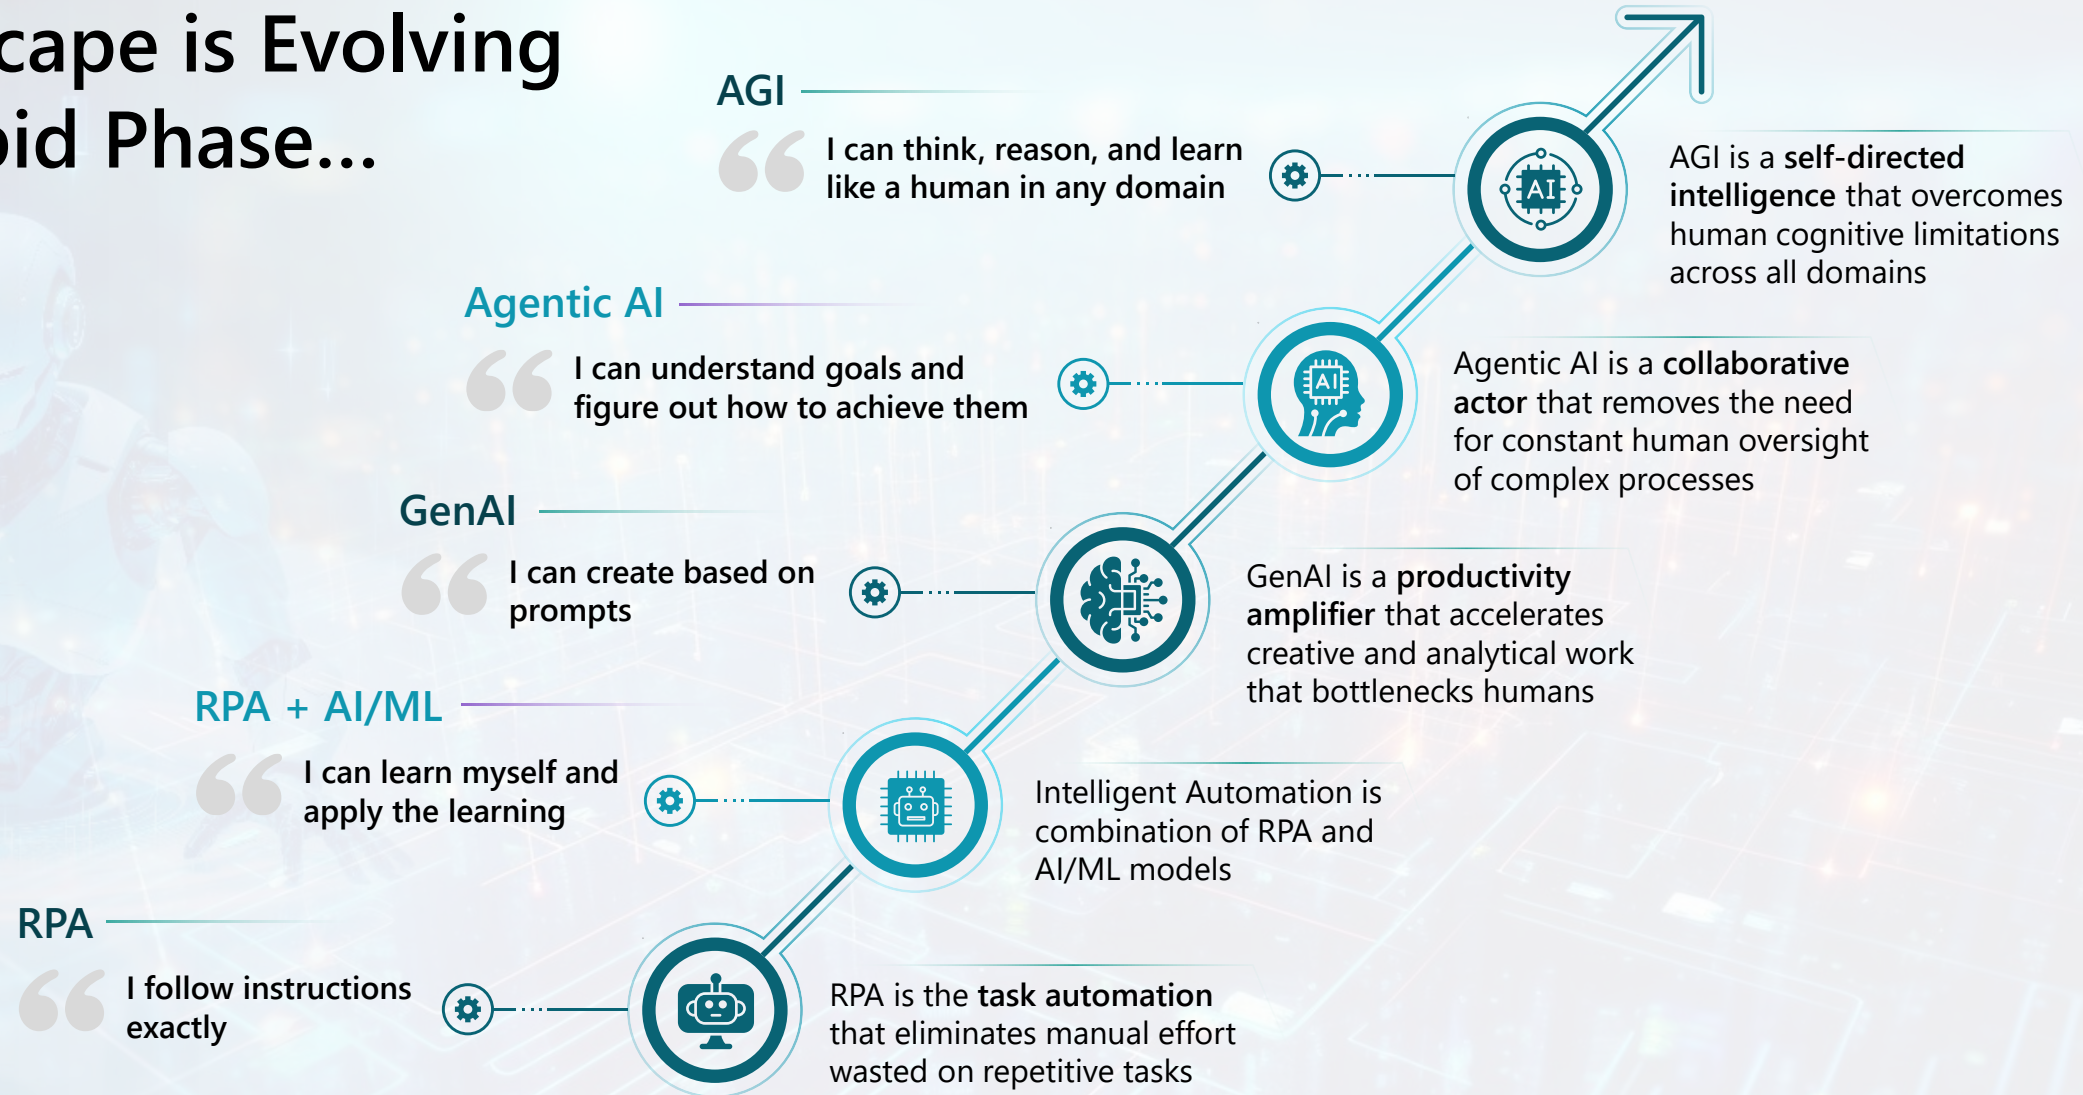 cape is Evolving
oid Phase...
AGI
I can think, reason, and learn
like a human in any domain
AI
AGI is a self-directed
intelligence that overcomes
human cognitive limitations
across all domains
Agentic AI
I can understand goals and
figure out how to achieve them
AI
Agentic AI is a collaborative
actor that removes the need
for constant human oversight
of complex processes
GenAI
I can create based on
prompts
GenAI is a productivity
amplifier that accelerates
creative and analytical work
that bottlenecks humans
RPA + AI/ML
I can learn myself and
apply the learning
Intelligent Automation is
combination of RPA and
AI/ML models
RPA
I follow instructions
exactly
RPA is the task automation
that eliminates manual effort
wasted on repetitive tasks